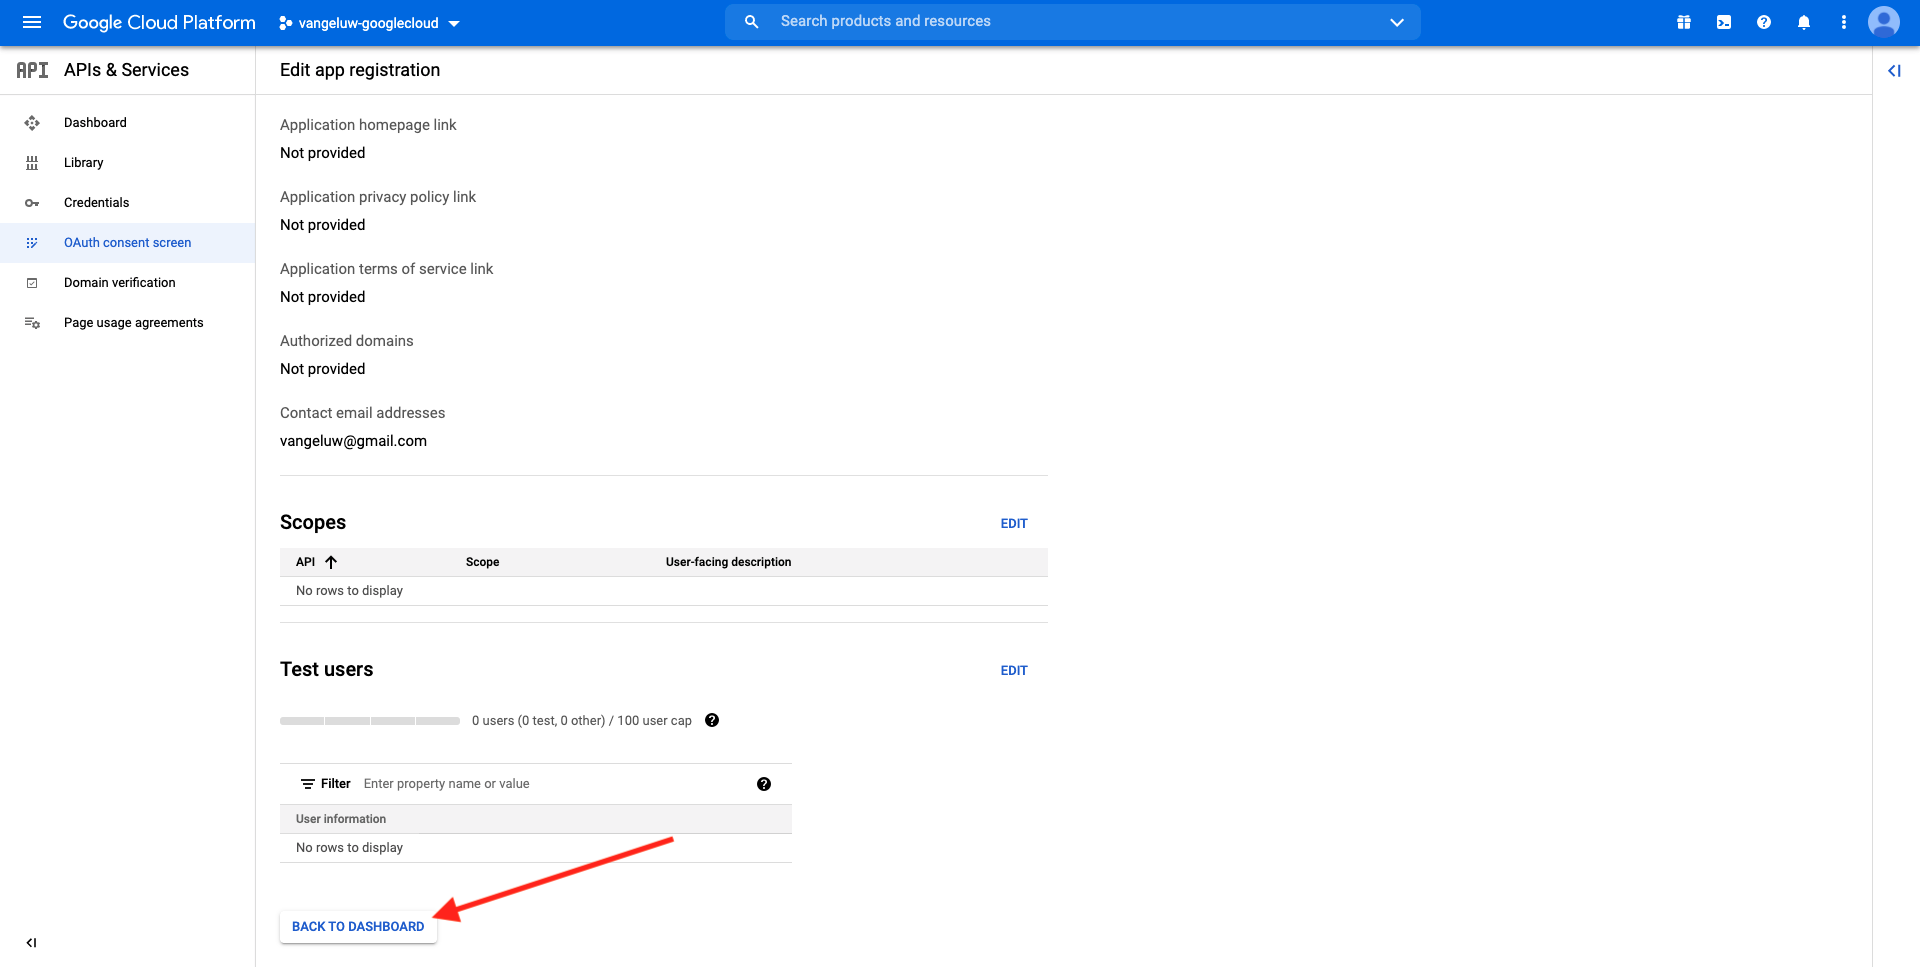 Google Cloud Platform
vangeluw-googlecloud
Search products and resources
API
APIs & Services
Edit app registration
Dashboard
Library
Credentials
OAuth consent screen
Domain verification
Page usage agreements
Application homepage link
Not provided
Application privacy policy link
Not provided
Application terms of service link
Not provided
Authorized domains
Not provided
Contact email addresses
vangeluw@gmail.com
Scopes
EDIT
API
Scope
User-facing description
No rows to display
Test users
EDIT
0 users (0 test, 0 other) / 100 user cap
Filter
Enter property name or value
User information
No rows to display
BACK TO DASHBOARD